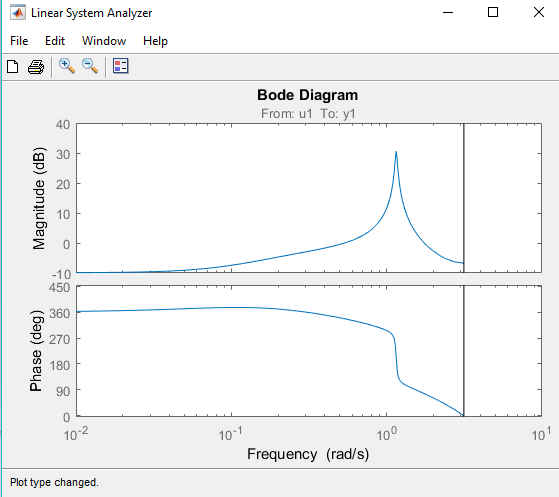 Linear System Analyzer
File Edit Window Help
Bode Diagram
From: u1 To: y1
Magnitude (dB)
40
30
20
10
0
-10
Phase (deg)
450
360
270
180
90
0
10^-2 10^-1 10^0 10^1
Frequency (rad/s)
Plot type changed.